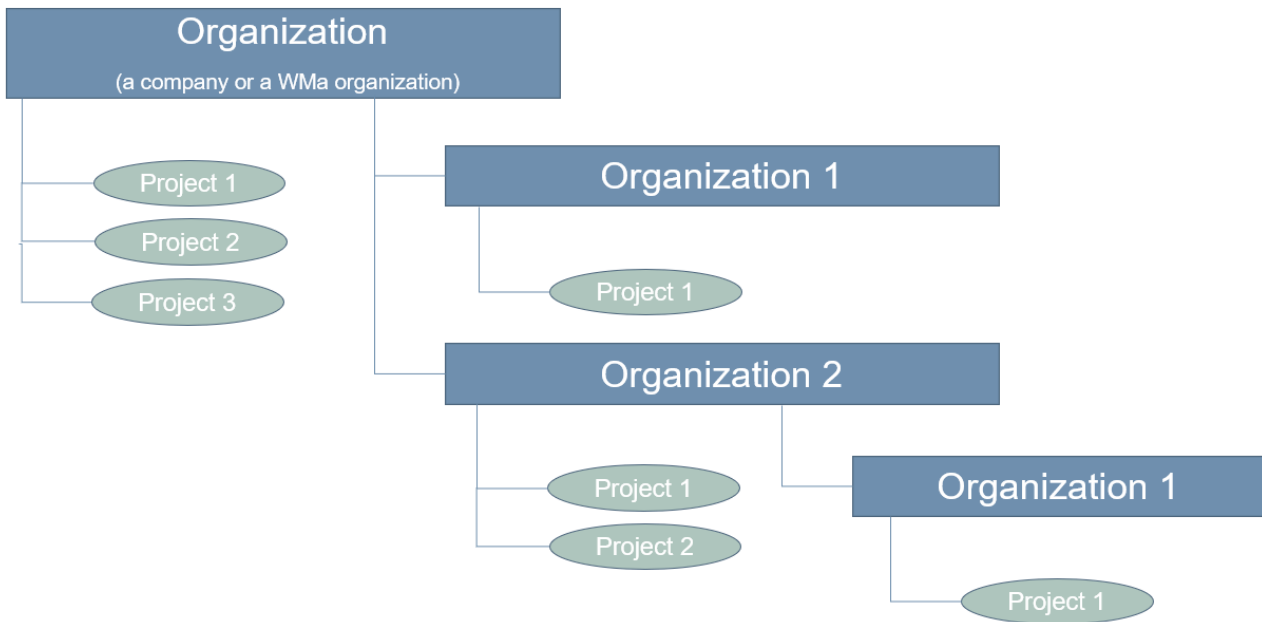 Organization
(a company or a WMa organization)
Project 1
Project 2
Project 3
Organization 1
Project 1
Organization 2
Project 1
Project 2
Organization 1
Project 1